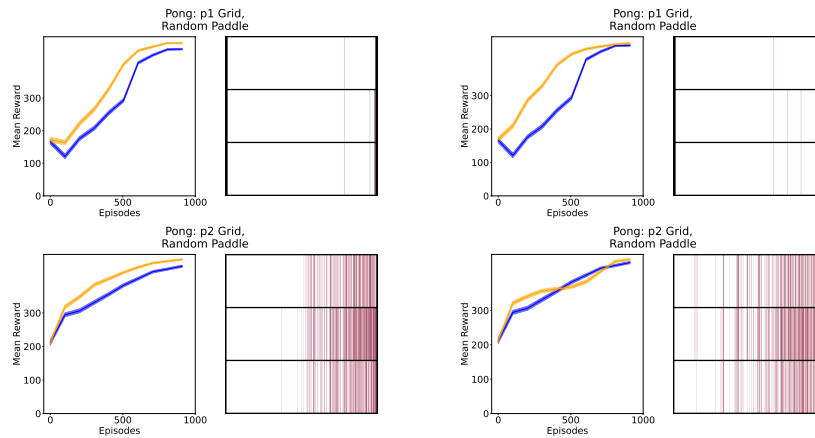 Pong: p1 Grid,
Random Paddle
Mean Reward
300
200
100
0
0
500
1000
Episodes
Pong: p1 Grid,
Random Paddle
Mean Reward
300
200
100
0
0
500
1000
Episodes
Pong: p2 Grid,
Random Paddle
Mean Reward
300
200
100
0
0
500
1000
Episodes
Pong: p2 Grid,
Random Paddle
Mean Reward
300
200
100
0
0
500
1000
Episodes